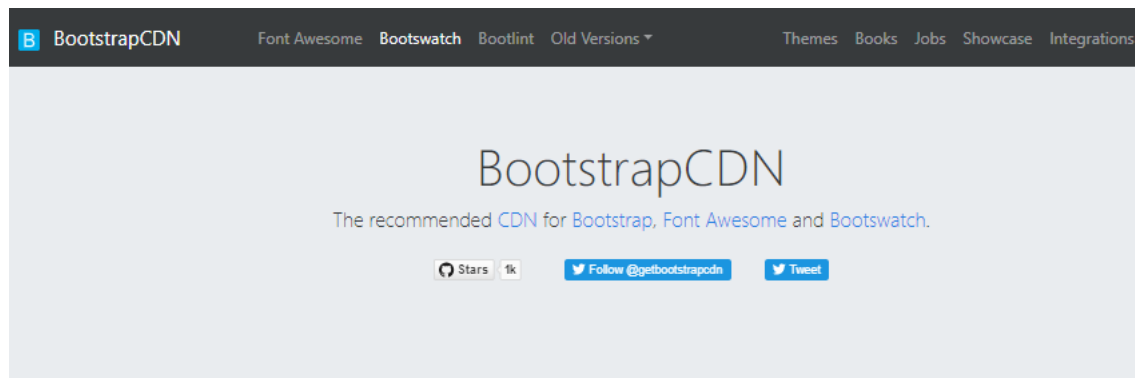 B BootstrapCDN Font Awesome Bootswatch Bootlint Old Versions Themes Books Jobs Showcase Integrations
BootstrapCDN
The recommended CDN for Bootstrap, Font Awesome and Bootswatch.
Stars 1k Follow @getbootstrapcdn Tweet